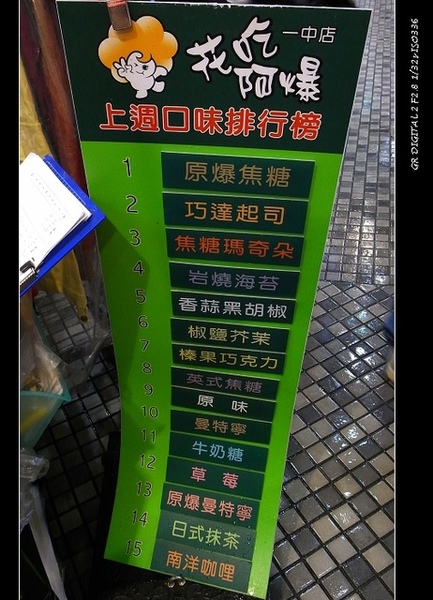 花吃阿爆 一中店
上週口味排行榜
1 原爆焦糖
2 巧達起司
3 焦糖瑪奇朵
4 岩燒海苔
5 香蒜黑胡椒
6 椒鹽芥茉
7 榛果巧克力
8 英式焦糖
9 原味
10 曼特寧
11 牛奶糖
12 草莓
13 原爆曼特寧
14 日式抹茶
15 南洋咖哩
GR DIGITAL 2 F2.8 1/32y ISO336